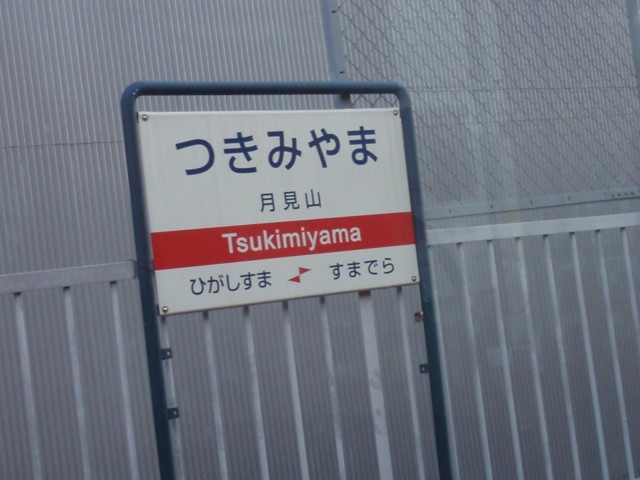 つきみやま
月見山
Tsukimiyama
ひがしすま すまでら